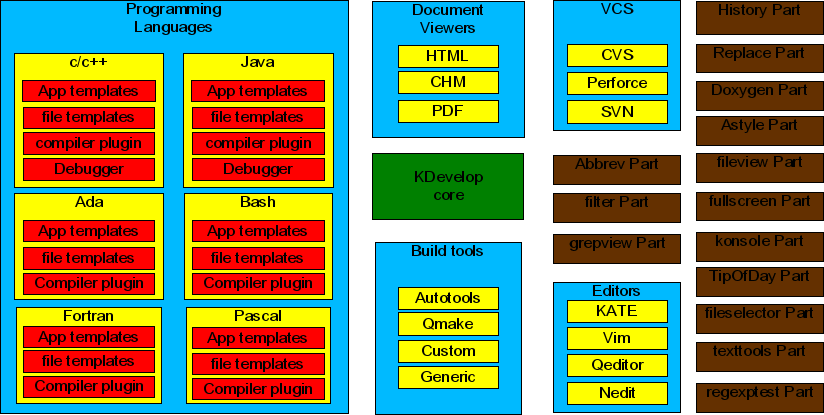 Programming
Languages
c/c++
App templates
file templates
compiler plugin
Debugger
Java
App templates
file templates
compiler plugin
Debugger
Ada
App templates
file templates
Compiler plugin
Bash
App templates
file templates
Compiler plugin
Fortran
App templates
file templates
Compiler plugin
Pascal
App templates
file templates
Compiler plugin
Document
Viewers
HTML
CHM
PDF
KDevelop
core
Build tools
Autotools
Qmake
Custom
Generic
VCS
CVS
Perforce
SVN
Abbrev Part
filter Part
grepview Part
Editors
KATE
Vim
Qeditor
Nedit
History Part
Replace Part
Doxygen Part
Astyle Part
fileview Part
fullscreen Part
konsole Part
TipOfDay Part
fileselector Part
texttools Part
regexptest Part